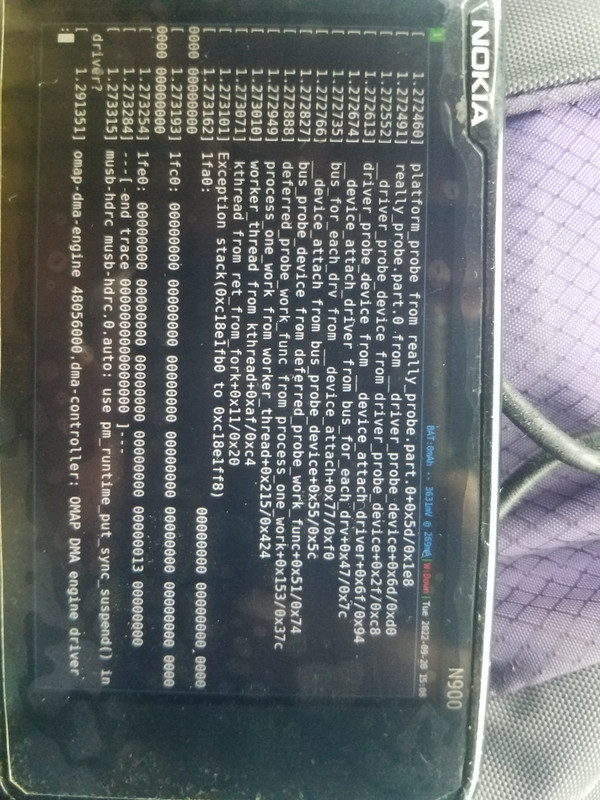 NOKIA
N900
1 BAT:0mAh .. 3631mV @ 269mA|W:Down| Tue 2022-09-20 15:08
[    1.272460] platform_probe from really_probe.part.0+0x5d/0x1e8
[    1.272491] really_probe.part.0 from __driver_probe_device+0x6d/0xd0
[    1.272552] __driver_probe_device from driver_probe_device+0x2f/0xc8
[    1.272613] driver_probe_device from __device_attach_driver+0x6f/0x94
[    1.272674] __device_attach_driver from bus_for_each_drv+0x47/0x7c
[    1.272735] bus_for_each_drv from __device_attach+0x77/0xf0
[    1.272766] __device_attach from bus_probe_device+0x55/0x5c
[    1.272827] bus_probe_device from deferred_probe_work_func+0x51/0x74
[    1.272888] deferred_probe_work_func from process_one_work+0x153/0x37c
[    1.272949] process_one_work from worker_thread+0x215/0x424
[    1.273010] worker_thread from kthread+0xaf/0xc4
[    1.273071] kthread from ret_from_fork+0x11/0x20
[    1.273101] Exception stack(0xc18e1fb0 to 0xc18e1ff8)
[    1.273162] 1fa0: 00000000 00000000 00000000 00000000
[    1.273193] 1fc0: 00000000 00000000 00000000 00000000 00000000 00000000 00000000 00000000
[    1.273254] 1fe0: 00000000 00000000 00000000 00000000 00000013 00000000
[    1.273284] ---[ end trace 0000000000000000 ]---
[    1.273315] musb-hdrc musb-hdrc.0.auto: use pm_runtime_put_sync_suspend() in driver?
[    1.291351] omap-dma-engine 48056000.dma-controller: OMAP DMA engine driver